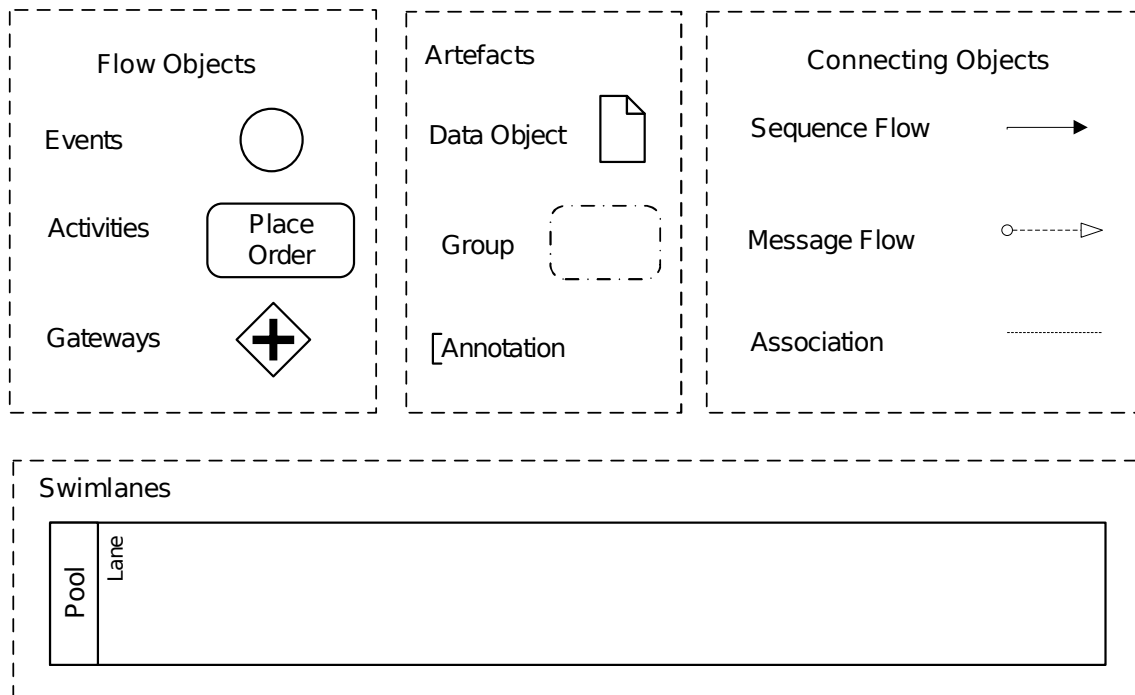 Flow Objects
Events
Activities
Place
Order
Gateways
Artefacts
Data Object
Group
Annotation
Connecting Objects
Sequence Flow
Message Flow
Association
Swimlanes
Pool
Lane